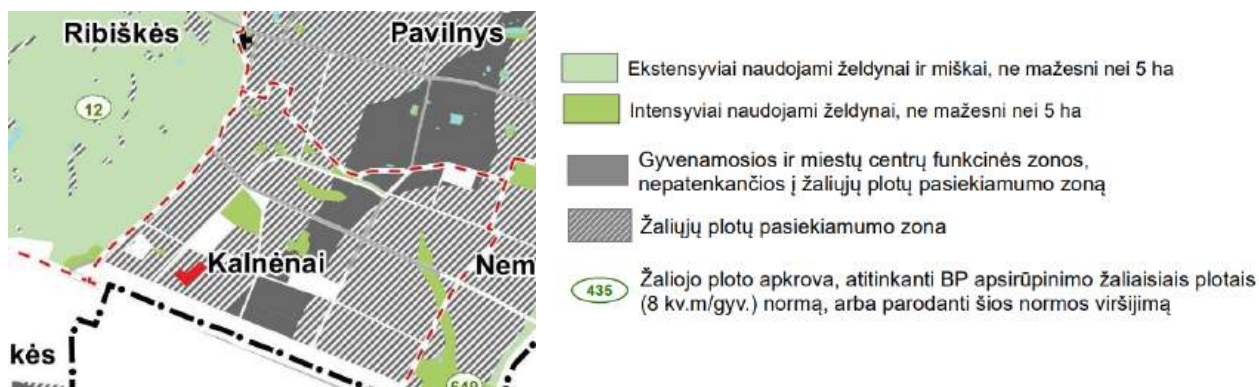 Ribiškės
Pavilnys
12
Kalnėnai
Nem
kės
649
Ekstensyviai naudojami želdynai ir miškai, ne mažesni nei 5 ha
Intensyviai naudojami želdynai, ne mažesni nei 5 ha
Gyvenamosios ir miestų centrų funkcinės zonos,
nepatenkančios į žaliųjų plotų pasiekiamumo zoną
Žaliųjų plotų pasiekiamumo zona
435
Žaliojo ploto apkrova, atitinkanti BP apsirūpinimo žaliaisiais plotais
(8 kv.m/gyv.) normą, arba parodanti šios normos viršijimą